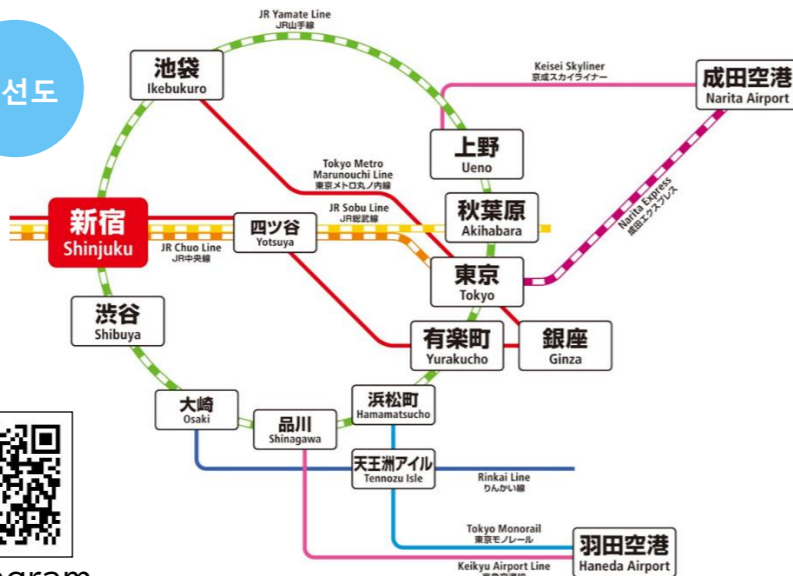 선도
JR Yamate Line
JR山手線
池袋
Ikebukuro
Keisei Skyliner
京成スカイライナー
成田空港
Narita Airport
上野
Ueno
Tokyo Metro
Marunouchi Line
東京メトロ丸ノ内線
Narita Express
成田エクスプレス
新宿
Shinjuku
JR Sobu Line
JR総武線
秋葉原
Akihabara
四ツ谷
Yotsuya
JR Chuo Line
JR中央線
東京
Tokyo
渋谷
Shibuya
有楽町
Yurakucho
銀座
Ginza
大崎
Osaki
浜松町
Hamamatsucho
品川
Shinagawa
天王洲アイル
Tennozu Isle
Rinkai Line
りんかい線
Tokyo Monorail
東京モノレール
羽田空港
Haneda Airport
Keikyu Airport Line